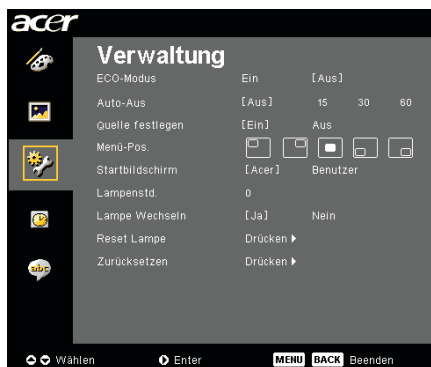 acer
Verwaltung
ECO-Modus Ein [Aus]
Auto-Aus [Aus] 15 30 60
Quelle festlegen [Ein] Aus
Menü-Pos.
Startbildschirm [Acer] Benutzer
Lampenstd. 0
Lampe Wechseln [Ja] Nein
Reset Lampe Drücken
Zurücksetzen Drücken
abc
Wählen Enter MENU BACK Beenden